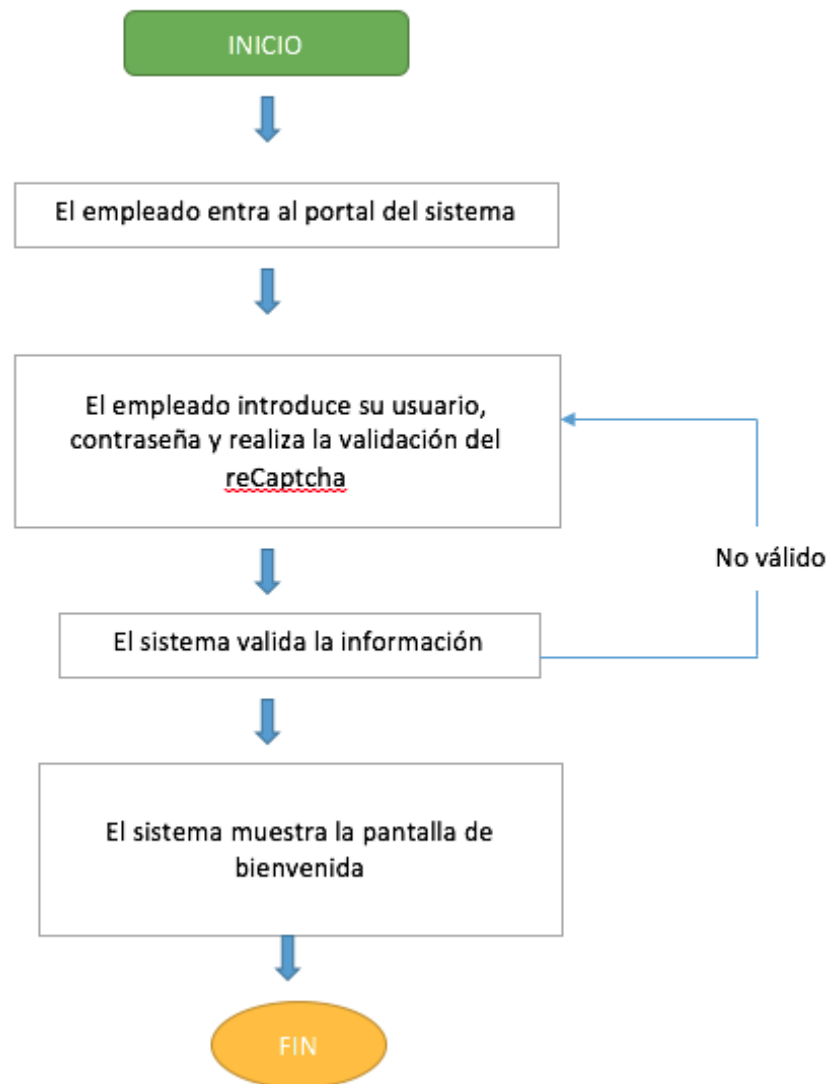 INICIO
El empleado entra al portal del sistema
El empleado introduce su usuario,
contraseña y realiza la validación del
reCaptcha
No válido
El sistema valida la información
El sistema muestra la pantalla de
bienvenida
FIN